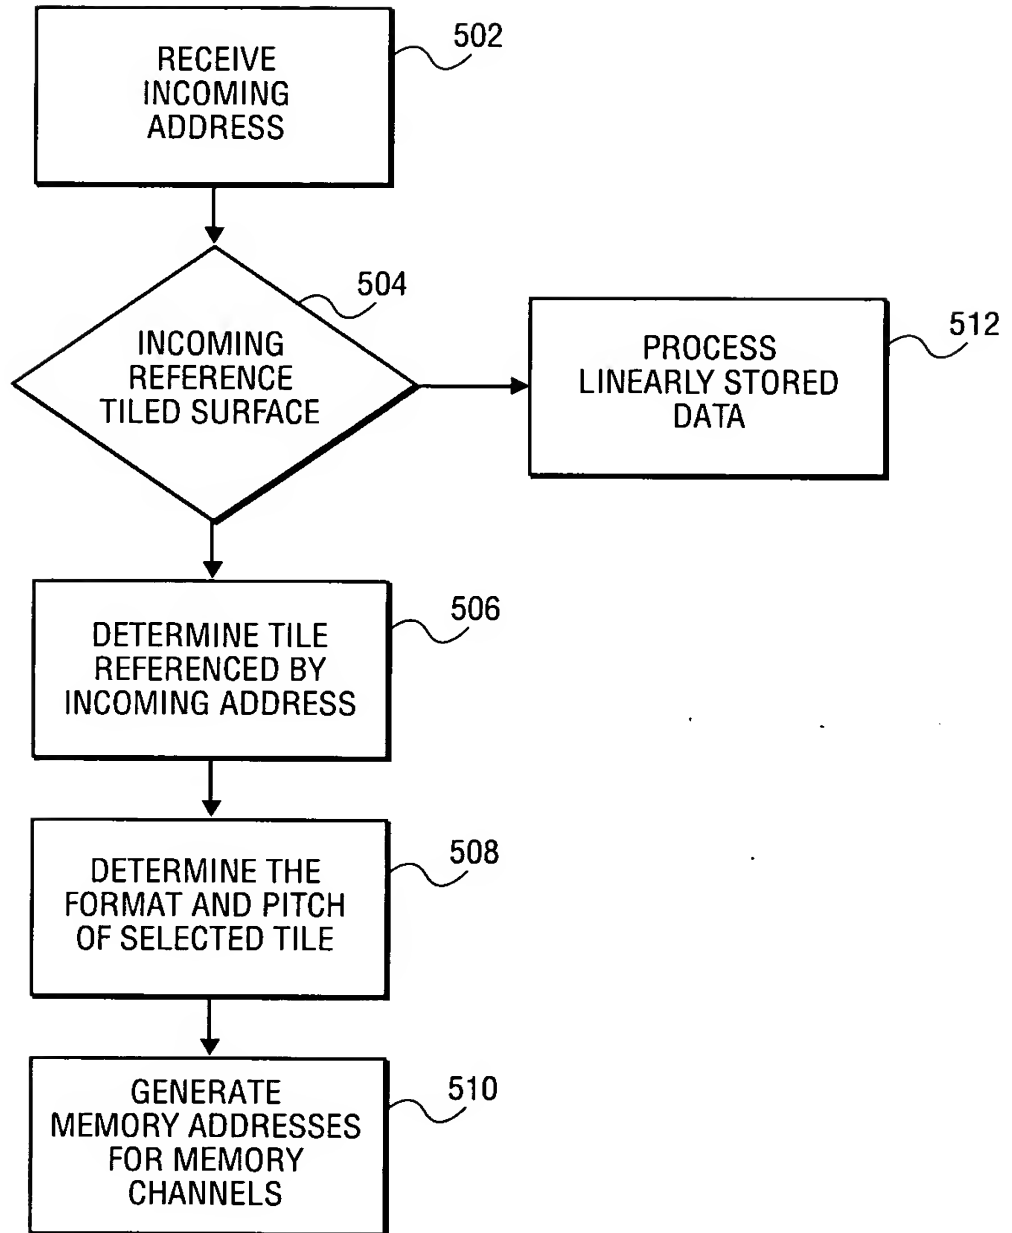 RECEIVE
INCOMING
ADDRESS
502
INCOMING
REFERENCE
TILED SURFACE
504
PROCESS
LINEARLY STORED
DATA
512
DETERMINE TILE
REFERENCED BY
INCOMING ADDRESS
506
DETERMINE THE
FORMAT AND PITCH
OF SELECTED TILE
508
GENERATE
MEMORY ADDRESSES
FOR MEMORY
CHANNELS
510